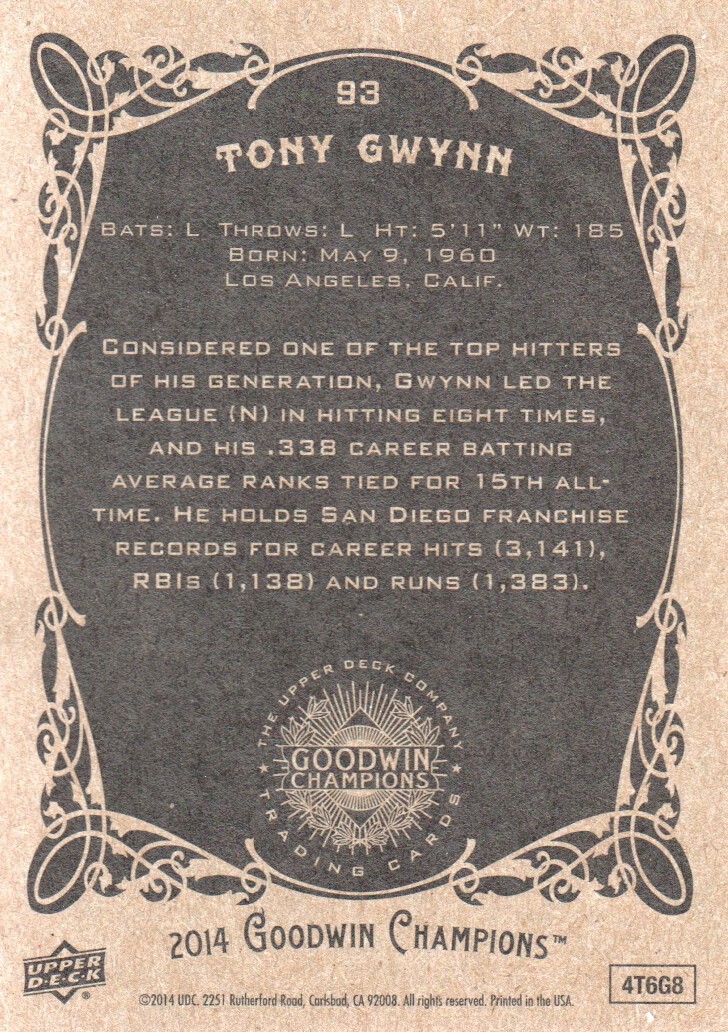 93
TONY GWYNN
BATS: L THROWS: L HT: 5'11" WT: 185
BORN: MAY 9, 1960
LOS ANGELES, CALIF.
CONSIDERED ONE OF THE TOP HITTERS
OF HIS GENERATION, GWYNN LED THE
LEAGUE (N) IN HITTING EIGHT TIMES,
AND HIS .338 CAREER BATTING
AVERAGE RANKS TIED FOR 15TH ALL-
TIME. HE HOLDS SAN DIEGO FRANCHISE
RECORDS FOR CAREER HITS (3,141),
RBIS (1,138) AND RUNS (1,383).
THE UPPER DECK COMPANY
GOODWIN
CHAMPIONS
★ TRADING CARDS ★
2014 GOODWIN CHAMPIONS™
UPPER
D·E·C·K
®
4T6G8
©2014 UDC. 2251 Rutherford Road, Carlsbad, CA 92008. All rights reserved. Printed in the USA.